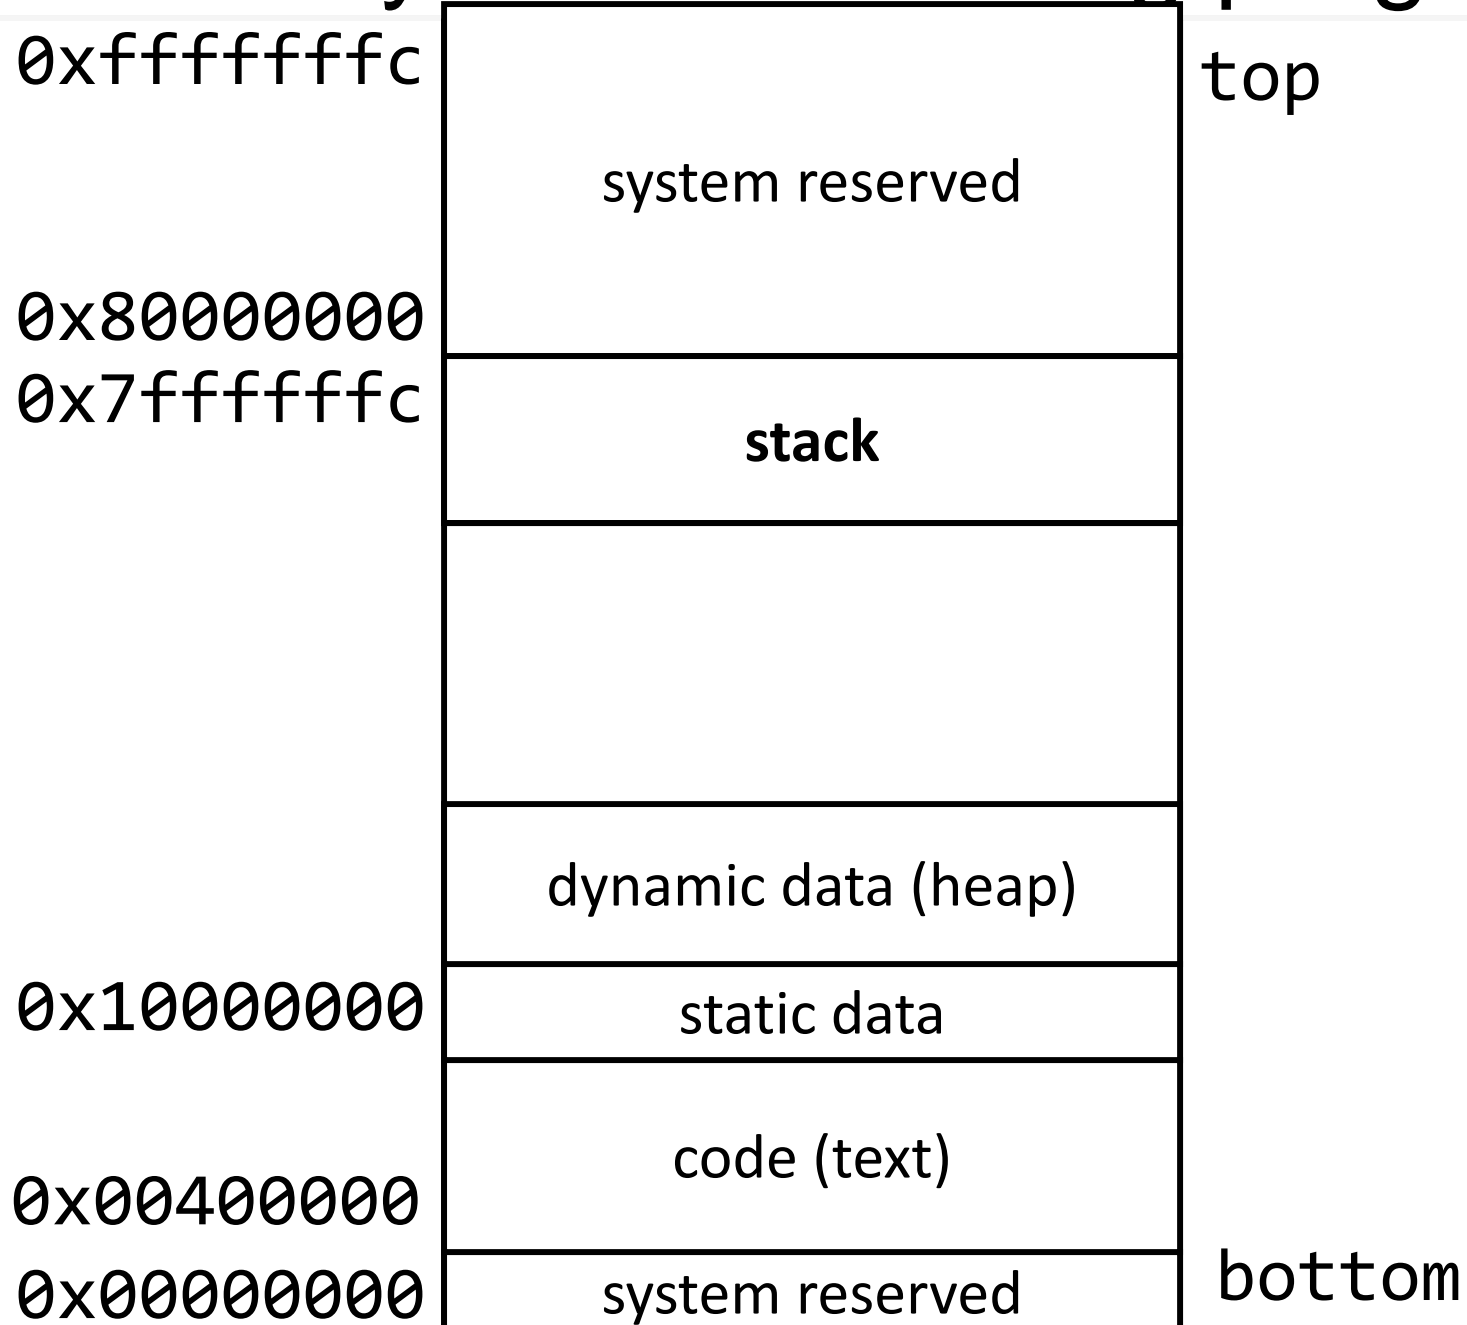 0xfffffffc
top
system reserved
0x80000000
0x7ffffffc
stack
dynamic data (heap)
0x10000000
static data
code (text)
0x00400000
bottom
0x00000000
system reserved